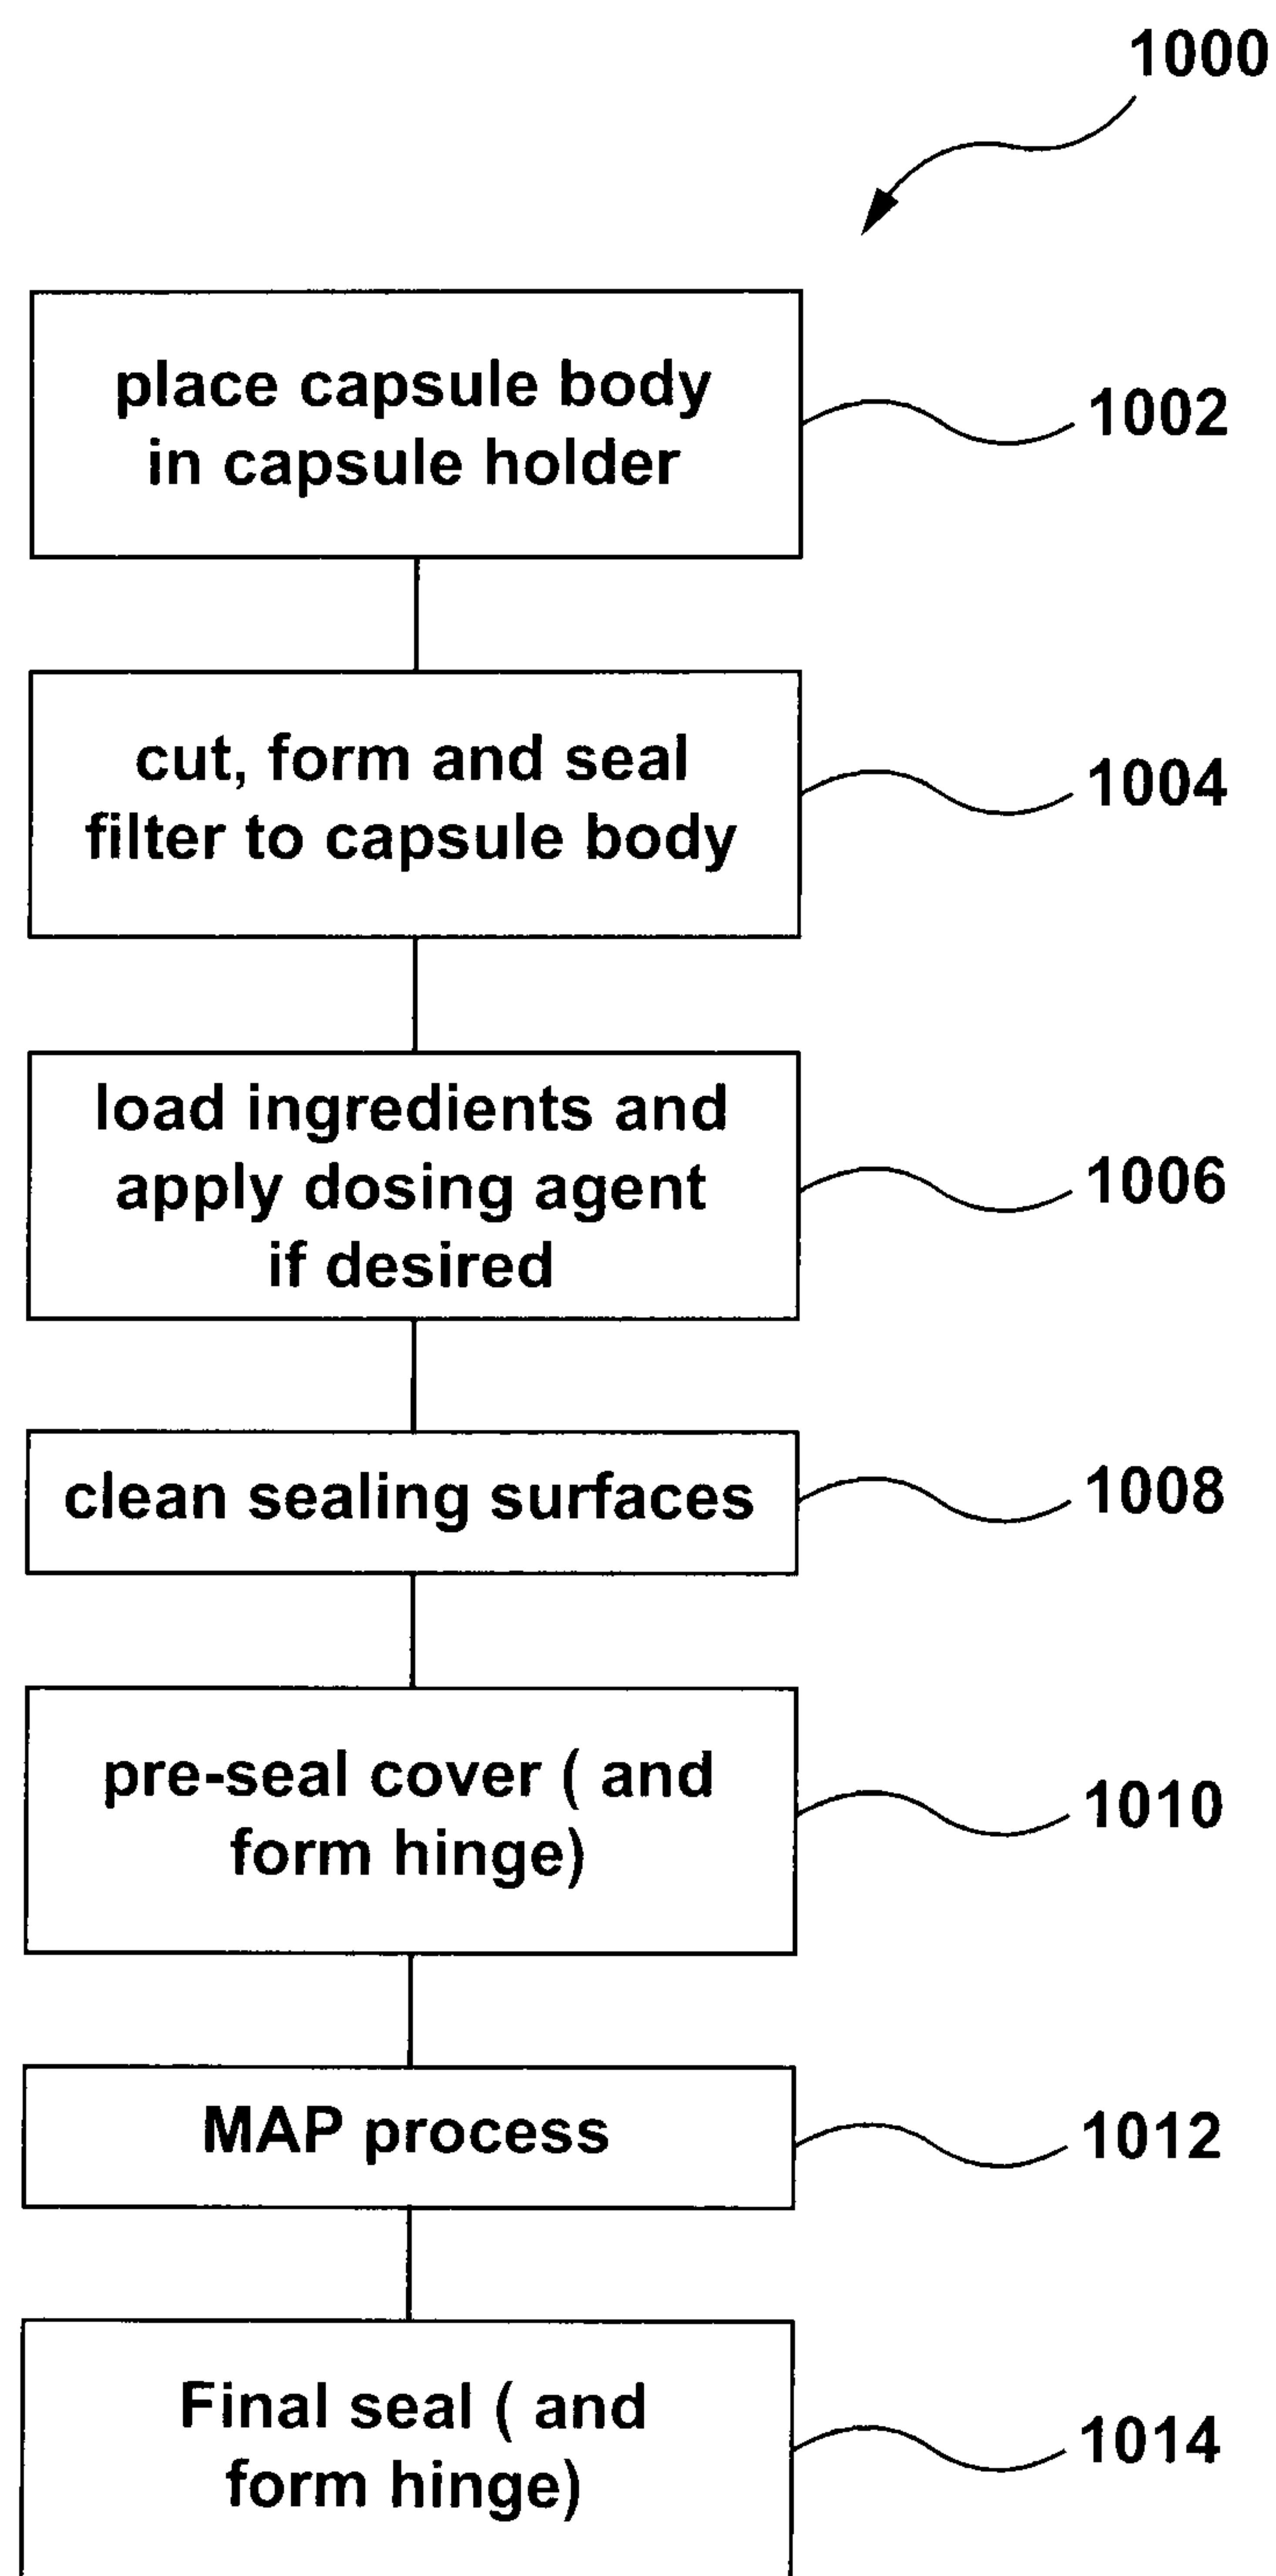 1000
place capsule body
in capsule holder
1002
cut, form and seal
filter to capsule body
1004
load ingredients and
apply dosing agent
if desired
1006
clean sealing surfaces
1008
pre-seal cover ( and
form hinge)
1010
MAP process
1012
Final seal ( and
form hinge)
1014